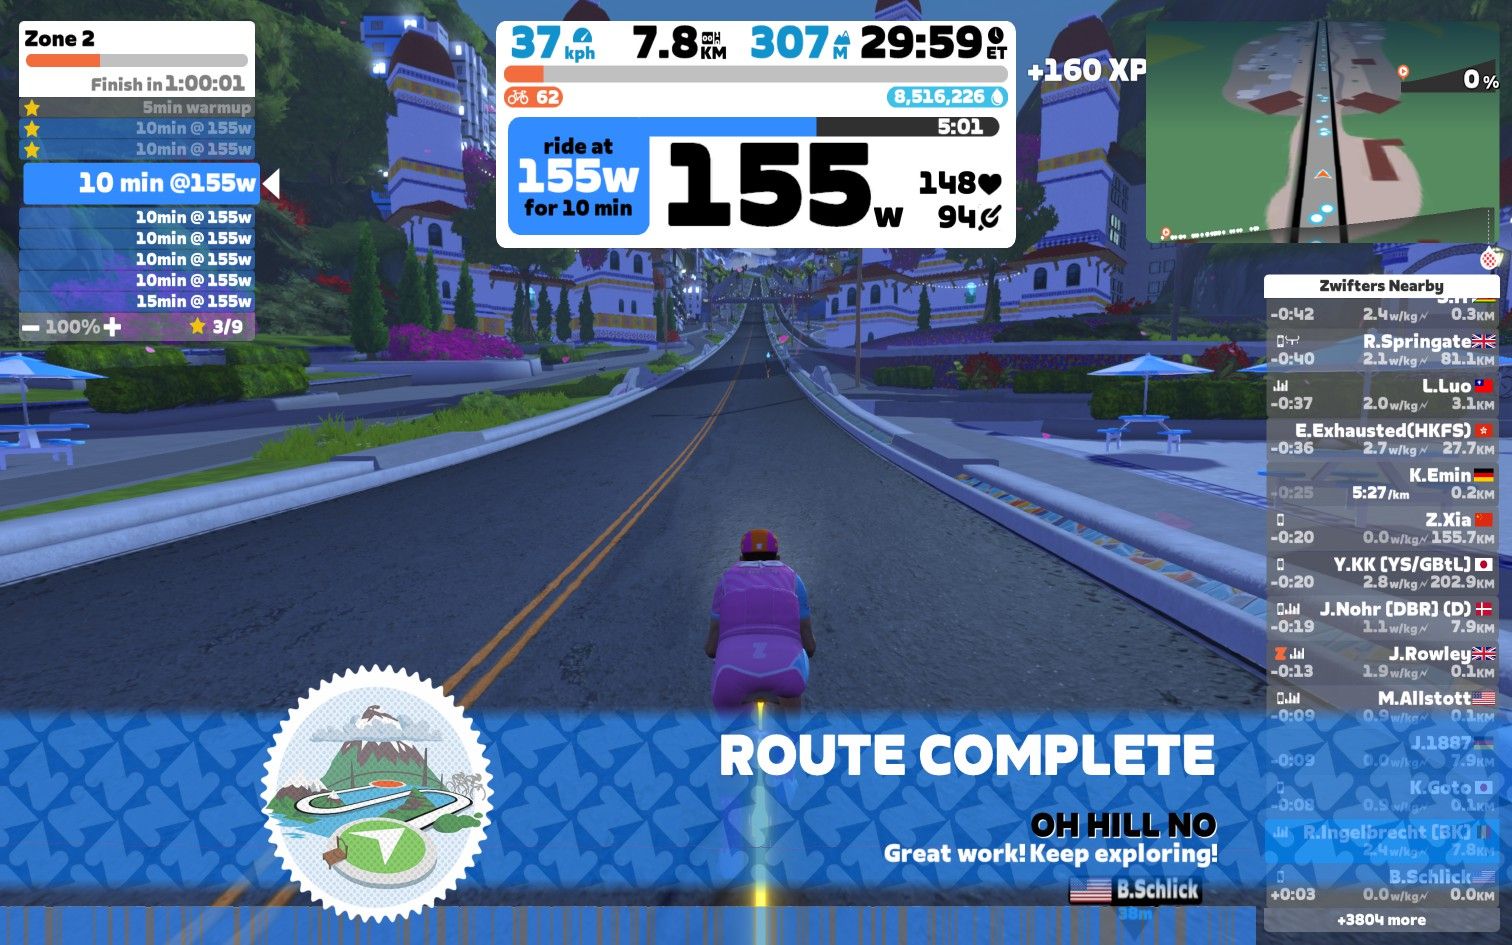 Zone 2
Finish in 1:00:01
5min warmup
10min @ 155w
10min @ 155w
10 min @155w
10min @ 155w
10min @ 155w
10min @ 155w
10min @ 155w
15min @ 155w
100% 3/9
37 kph 7.8 KM 307 M 29:59 ET
62 8,516,226
5:01
ride at
155w
for 10 min
155w
148
94
+160 XP
0 %
Zwifters Nearby
-0:42 2.4w/kg 0.3KM
R.Springate
-0:40 2.1w/kg 81.1KM
L.Luo
-0:37 2.0w/kg 3.1KM
E.Exhausted(HKFS)
-0:36 2.7w/kg 27.7KM
K.Emin
-0:25 5:27/km 0.2KM
Z.Xia
-0:20 0.0w/kg 155.7KM
Y.KK [YS/GBtL]
-0:20 2.8w/kg 202.9KM
J.Nohr [DBR] (D)
-0:19 1.1w/kg 7.9KM
Z J.Rowley
-0:13 1.9w/kg 0.1KM
M.Allstott
-0:09 0.9w/kg 0.1KM
J.1887
-0:09 0.0w/kg 7.9KM
K.Goto
-0:08 0.9w/kg 0.1KM
R.Ingelbrecht [BK]
2.4w/kg 7.8KM
B.Schlick
+0:03 0.0w/kg 0.0KM
+3804 more
ROUTE COMPLETE
OH HILL NO
Great work! Keep exploring!
B.Schlick
38m